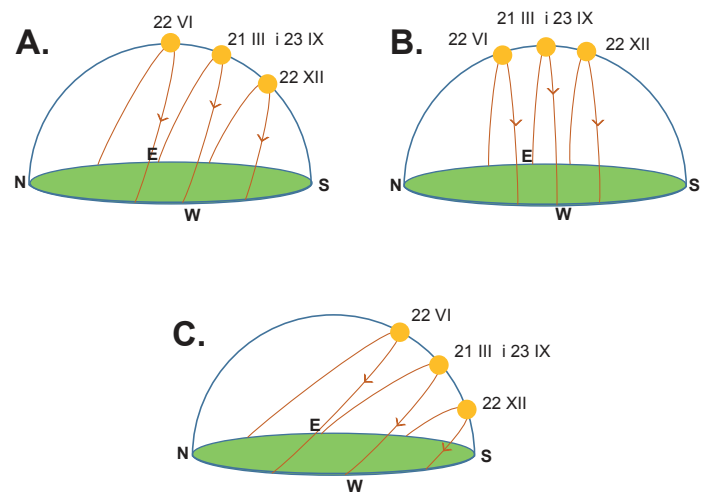 A.
22 VI
21 III i 23 IX
22 XII
E
N
S
W
B.
21 III i 23 IX
22 VI
22 XII
E
N
S
W
C.
22 VI
21 III i 23 IX
22 XII
E
N
S
W